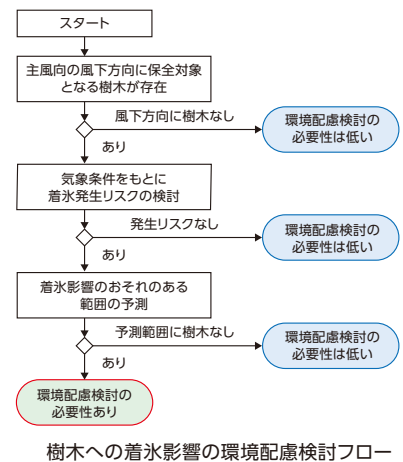 スタート
主風向の風下方向に保全対象
となる樹木が存在
風下方向に樹木なし
環境配慮検討の
必要性は低い
あり
気象条件をもとに
着氷発生リスクの検討
発生リスクなし
環境配慮検討の
必要性は低い
あり
着氷影響のおそれのある
範囲の予測
予測範囲に樹木なし
環境配慮検討の
必要性は低い
あり
環境配慮検討の
必要性あり
樹木への着氷影響の環境配慮検討フロー